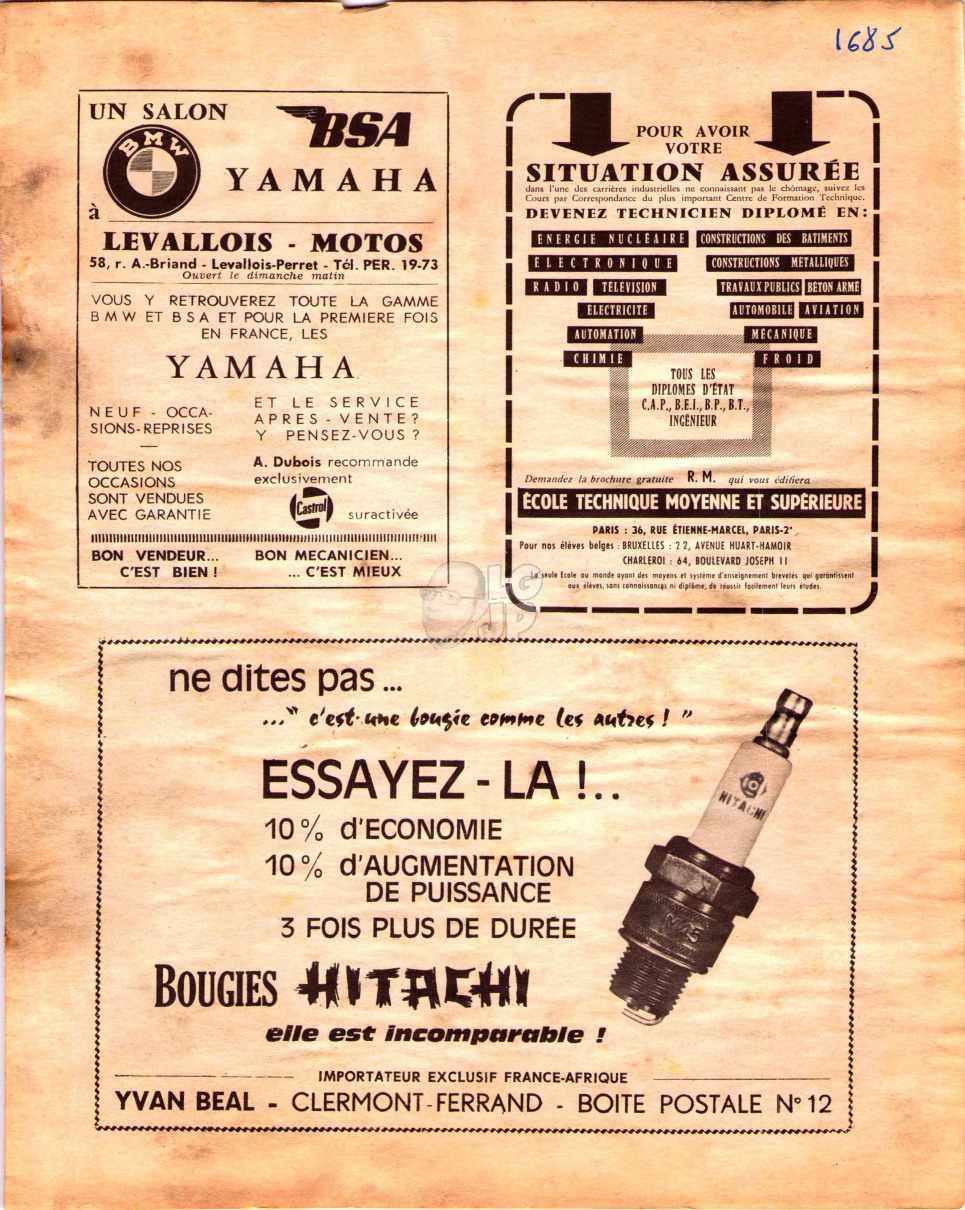 1685
UN SALON
BMW
BSA
YAMAHA
à
LEVALLOIS - MOTOS
58, r. A.-Briand - Levallois-Perret - Tél. PER. 19-73
Ouvert le dimanche matin
VOUS Y RETROUVEREZ TOUTE LA GAMME
BMW ET BSA ET POUR LA PREMIERE FOIS
EN FRANCE, LES
YAMAHA
NEUF - OCCA-
SIONS-REPRISES
ET LE SERVICE
APRES - VENTE?
Y PENSEZ-VOUS ?
TOUTES NOS
OCCASIONS
SONT VENDUES
AVEC GARANTIE
A. Dubois recommande
exclusivement
Castrol
suractivée
BON VENDEUR...
C'EST BIEN !
BON MECANICIEN...
... C'EST MIEUX
POUR AVOIR
VOTRE
SITUATION ASSURÉE
dans l'une des carrières industrielles ne connaissant pas le chômage, suivez les
Cours par Correspondance du plus important Centre de Formation Technique.
DEVENEZ TECHNICIEN DIPLOMÉ EN:
ENERGIE NUCLÉAIRE CONSTRUCTIONS DES BATIMENTS
ÉLECTRONIQUE CONSTRUCTIONS MÉTALLIQUES
RADIO TÉLÉVISION TRAVAUX PUBLICS BÉTON ARMÉ
ÉLECTRICITÉ AUTOMOBILE AVIATION
AUTOMATION MÉCANIQUE
CHIMIE FROID
TOUS LES
DIPLOMES D'ÉTAT
C.A.P., B.E.I., B.P., B.T.,
INGÉNIEUR
Demandez la brochure gratuite R. M. qui vous édifiera
ÉCOLE TECHNIQUE MOYENNE ET SUPÉRIEURE
PARIS : 36, RUE ÉTIENNE-MARCEL, PARIS-2e
Pour nos élèves belges : BRUXELLES : 22, AVENUE HUART-HAMOIR
CHARLEROI : 64, BOULEVARD JOSEPH II
La seule Ecole au monde ayant des moyens et système d'enseignement brevetés qui garantissent
aux élèves, sans connaissances ni diplôme, de réussir facilement leurs études.
LG
JP
ne dites pas ...
..." c'est une bougie comme les autres ! "
ESSAYEZ - LA !..
10 % d'ECONOMIE
10 % d'AUGMENTATION
DE PUISSANCE
3 FOIS PLUS DE DURÉE
HITACHI
M45
BOUGIES HITACHI
elle est incomparable !
IMPORTATEUR EXCLUSIF FRANCE-AFRIQUE
YVAN BEAL - CLERMONT-FERRAND - BOITE POSTALE N° 12